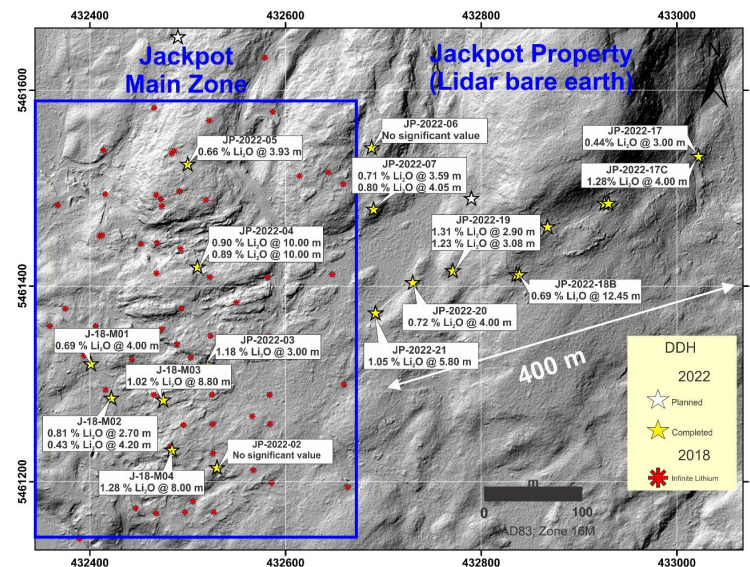 432400
432600
432800
433000
Jackpot
Main Zone
Jackpot Property
(Lidar bare earth)
5461600
5461400
5461200
JP-2022-05
0.66 % Li₂O @ 3.93 m
JP-2022-06
No significant value
JP-2022-07
0.71 % Li₂O @ 3.59 m
0.80 % Li₂O @ 4.05 m
JP-2022-17
0.44% Li₂O @ 3.00 m
JP-2022-17C
1.28% Li₂O @ 4.00 m
JP-2022-04
0.90 % Li₂O @ 10.00 m
0.89 % Li₂O @ 10.00 m
JP-2022-19
1.31 % Li₂O @ 2.90 m
1.23 % Li₂O @ 3.08 m
JP-2022-18B
0.69 % Li₂O @ 12.45 m
JP-2022-20
0.72 % Li₂O @ 4.00 m
JP-2022-21
1.05 % Li₂O @ 5.80 m
J-18-M01
0.69 % Li₂O @ 4.00 m
JP-2022-03
1.18 % Li₂O @ 3.00 m
J-18-M03
1.02 % Li₂O @ 8.80 m
J-18-M02
0.81 % Li₂O @ 2.70 m
0.43 % Li₂O @ 4.20 m
JP-2022-02
No significant value
J-18-M04
1.28 % Li₂O @ 8.00 m
400 m
DDH
2022
Planned
Completed
2018
Infinite Lithium
m
0
100
NAD83; Zone 16M
5461600
5461400
5461200
432400
432600
432800
433000